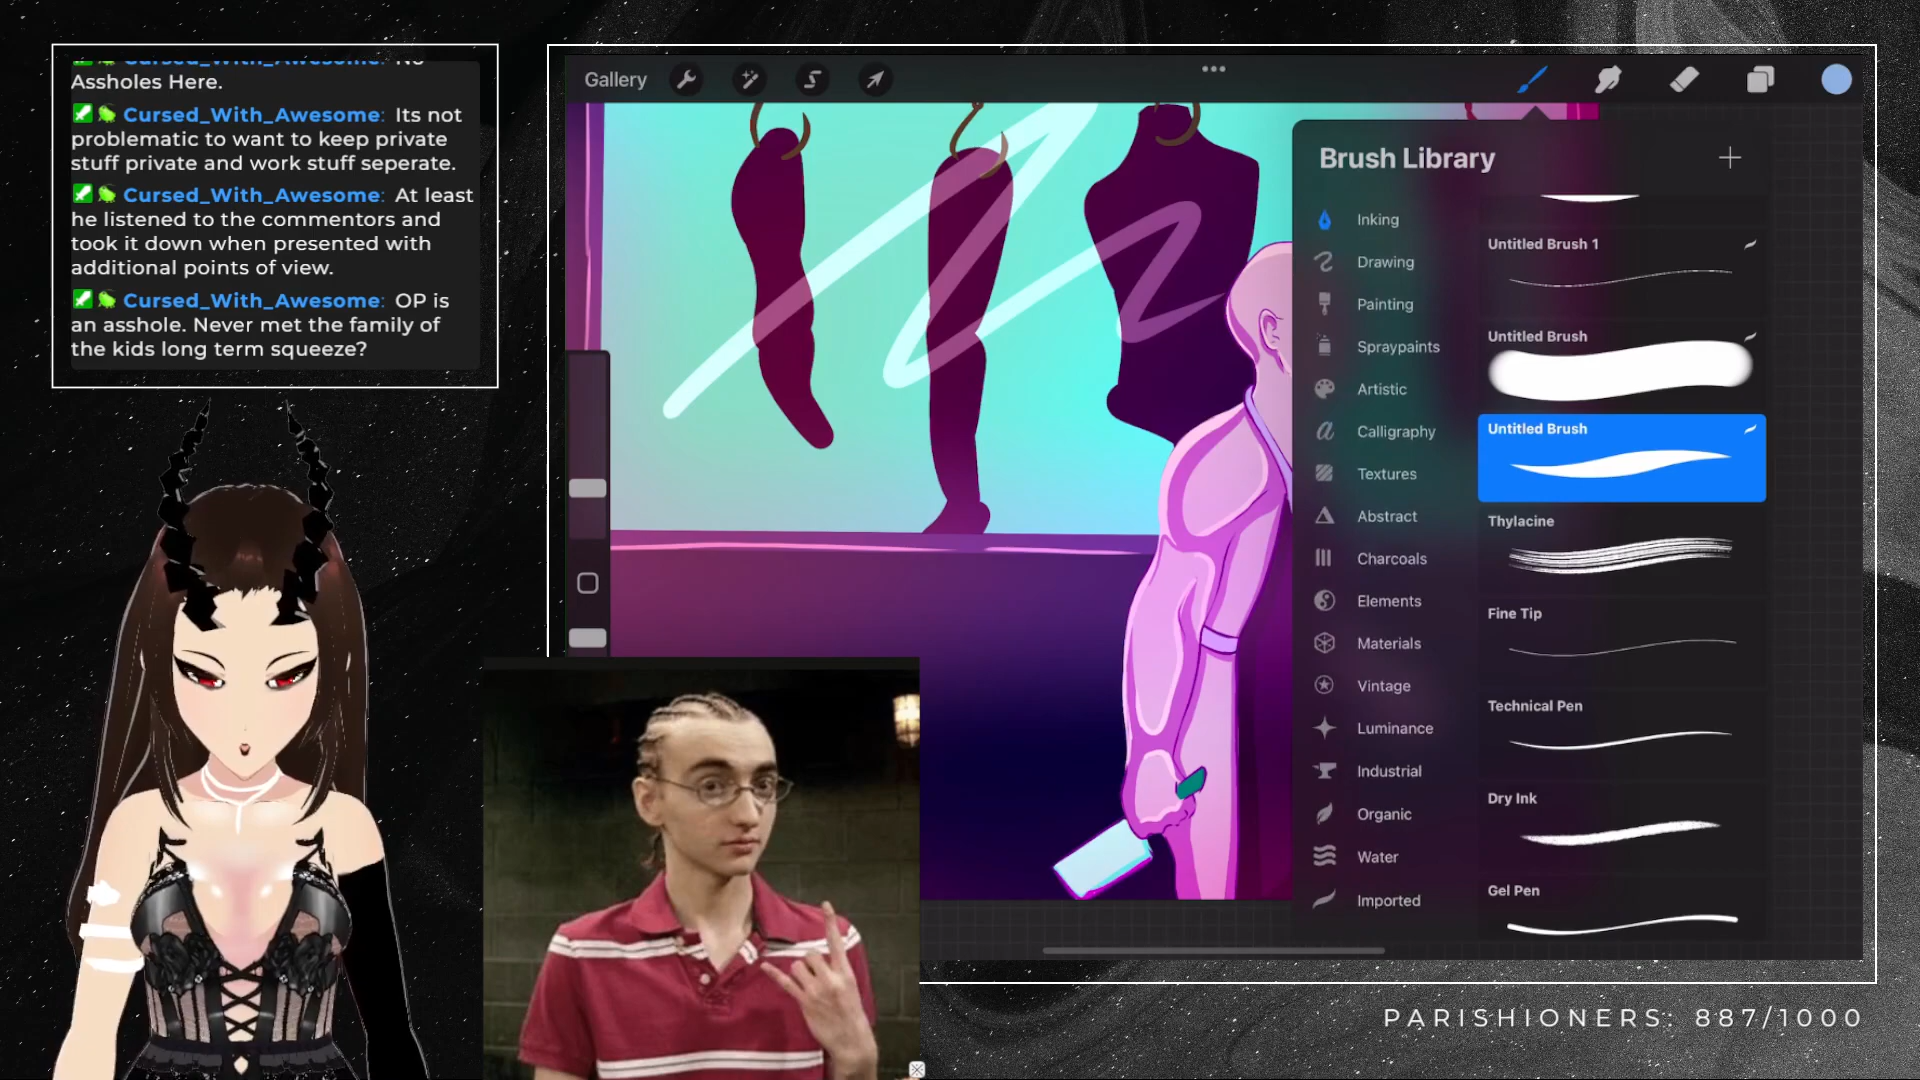 Cursed_With_Awesome: No
Assholes Here.
Cursed_With_Awesome: Its not
problematic to want to keep private
stuff private and work stuff seperate.
Cursed_With_Awesome: At least
he listened to the commentors and
took it down when presented with
additional points of view.
Cursed_With_Awesome: OP is
an asshole. Never met the family of
the kids long term squeeze?
Gallery
Brush Library
Inking
Drawing
Painting
Spraypaints
Artistic
Calligraphy
Textures
Abstract
Charcoals
Elements
Materials
Vintage
Luminance
Industrial
Organic
Water
Imported
Untitled Brush 1
Untitled Brush
Untitled Brush
Thylacine
Fine Tip
Technical Pen
Dry Ink
Gel Pen
PARISHIONERS: 887/1000